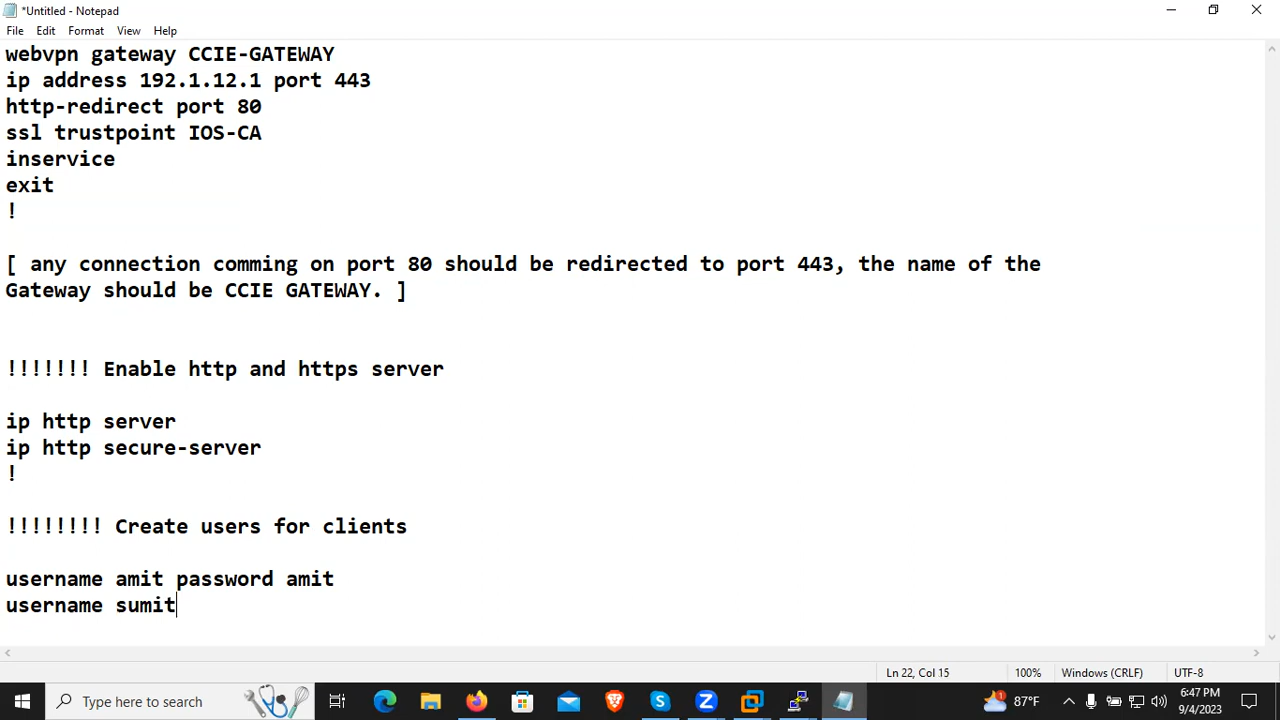 *Untitled - Notepad
File Edit Format View Help
webvpn gateway CCIE-GATEWAY
ip address 192.1.12.1 port 443
http-redirect port 80
ssl trustpoint IOS-CA
inservice
exit
!
[ any connection comming on port 80 should be redirected to port 443, the name of the
Gateway should be CCIE GATEWAY. ]
!!!!!!! Enable http and https server
ip http server
ip http secure-server
!
!!!!!!!! Create users for clients
username amit password amit
username sumit
Ln 22, Col 15 100% Windows (CRLF) UTF-8
Type here to search
1 87°F 6:47 PM
9/4/2023